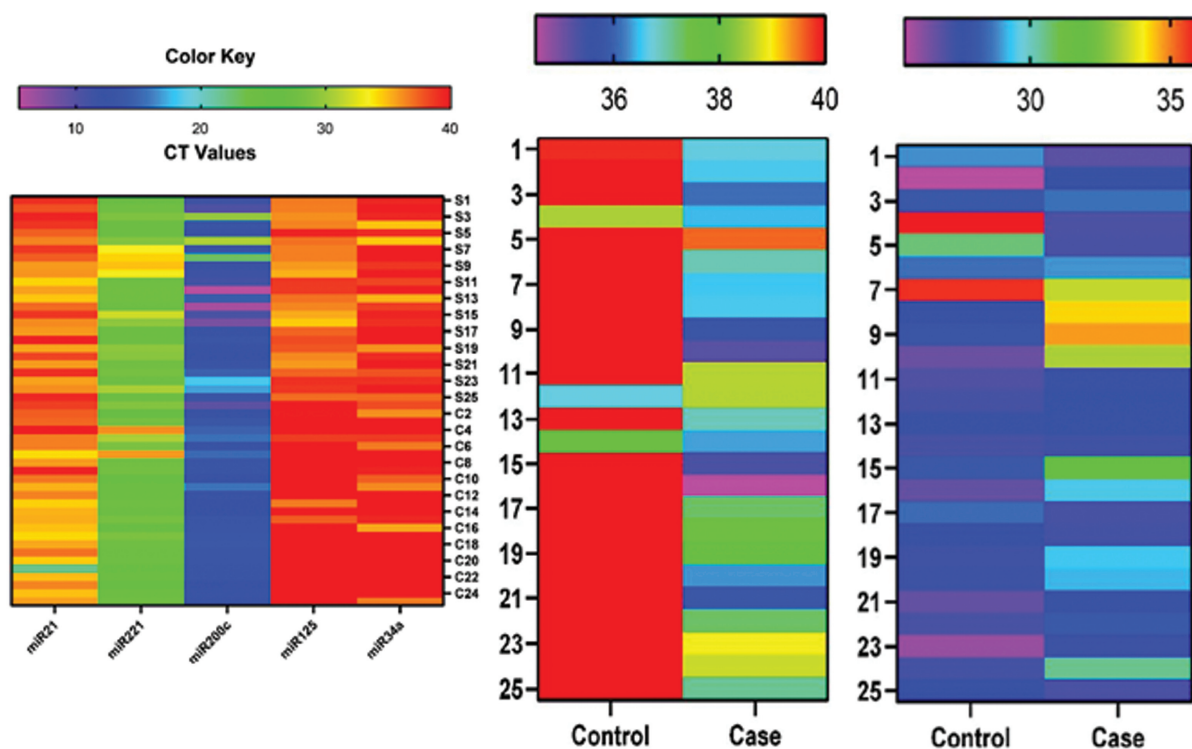 Color Key
10 20 30 40
CT Values
S1
S3
S5
S7
S9
S11
S13
S15
S17
S19
S21
S23
S25
C2
C4
C6
C8
C10
C12
C14
C16
C18
C20
C22
C24
miR21 miR221 miR200c miR125 miR34a
36 38 40
1
3
5
7
9
11
13
15
17
19
21
23
25
Control Case
30 35
1
3
5
7
9
11
13
15
17
19
21
23
25
Control Case